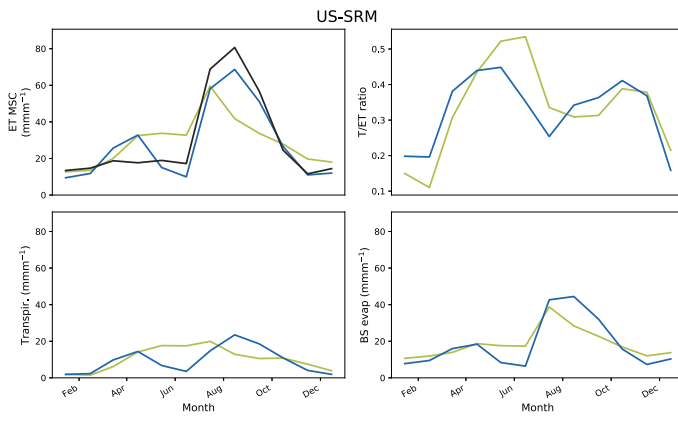 US-SRM
ET MSC
(mmm⁻¹)
80
60
40
20
0
T/ET ratio
0,5
0.4
0.3
0.2
0.1
Transpir. (mmm⁻¹)
80
60
40
20
0
Feb
Apr
Jun
Aug
Oct
Dec
Month
BS evap (mmm⁻¹)
80
60
40
20
0
Feb
Apr
Jun
Aug
Oct
Dec
Month